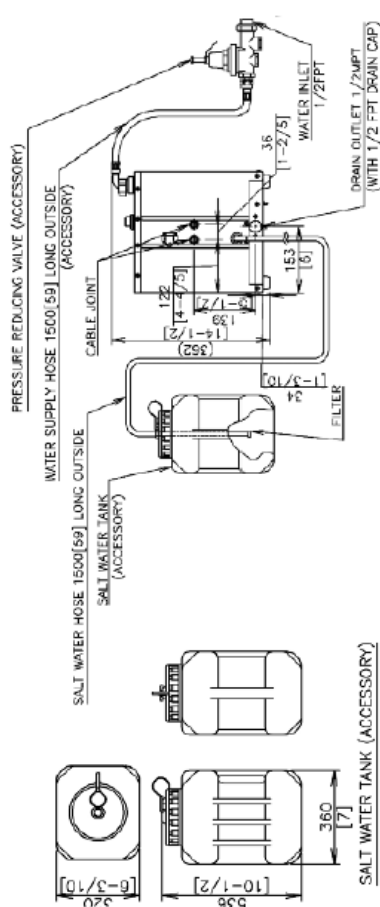 PRESSURE REDUCING VALVE (ACCESSORY)
WATER SUPPLY HOSE 1500[59] LONG OUTSIDE
(ACCESSORY)
CABLE JOINT
SALT WATER HOSE 1500[59] LONG OUTSIDE
SALT WATER TANK
(ACCESSORY)
WATER INLET
1/2FPT
DRAIN OUTLET 1/2MPT
(WITH 1/2 FPT DRAIN CAP)
36
[1-2/5]
122
[4-4/5]
139
[5-1/2]
(362)
[14-1/2]
153
[6]
34
[1-3/10]
FILTER
320
[6-3/10]
536
[10-1/2]
360
[7]
SALT WATER TANK (ACCESSORY)